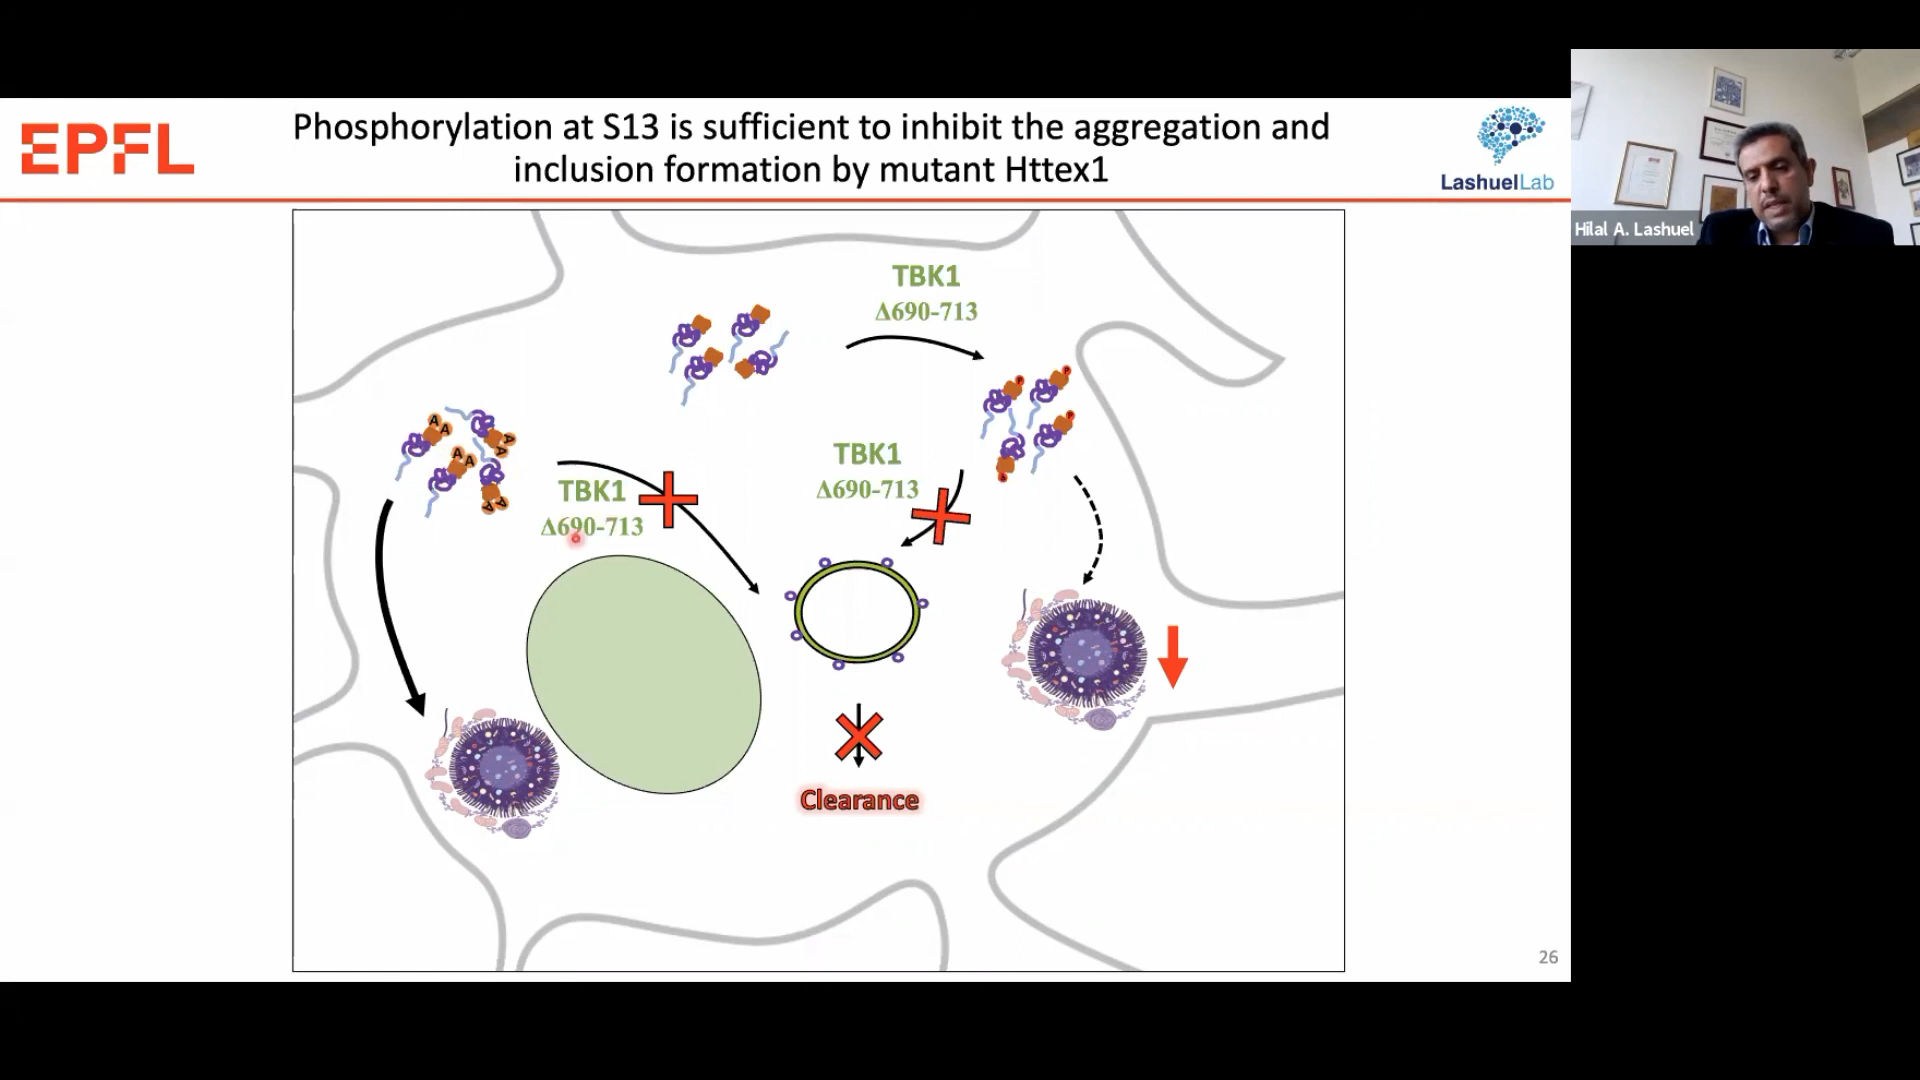 EPFL
Phosphorylation at S13 is sufficient to inhibit the aggregation and
inclusion formation by mutant Httex1
LashuelLab
Hilal A. Lashuel
TBK1
Δ690-713
P
P
P
A A
A
A
A A
A A
TBK1
Δ690-713
TBK1
Δ690-713
Clearance
26